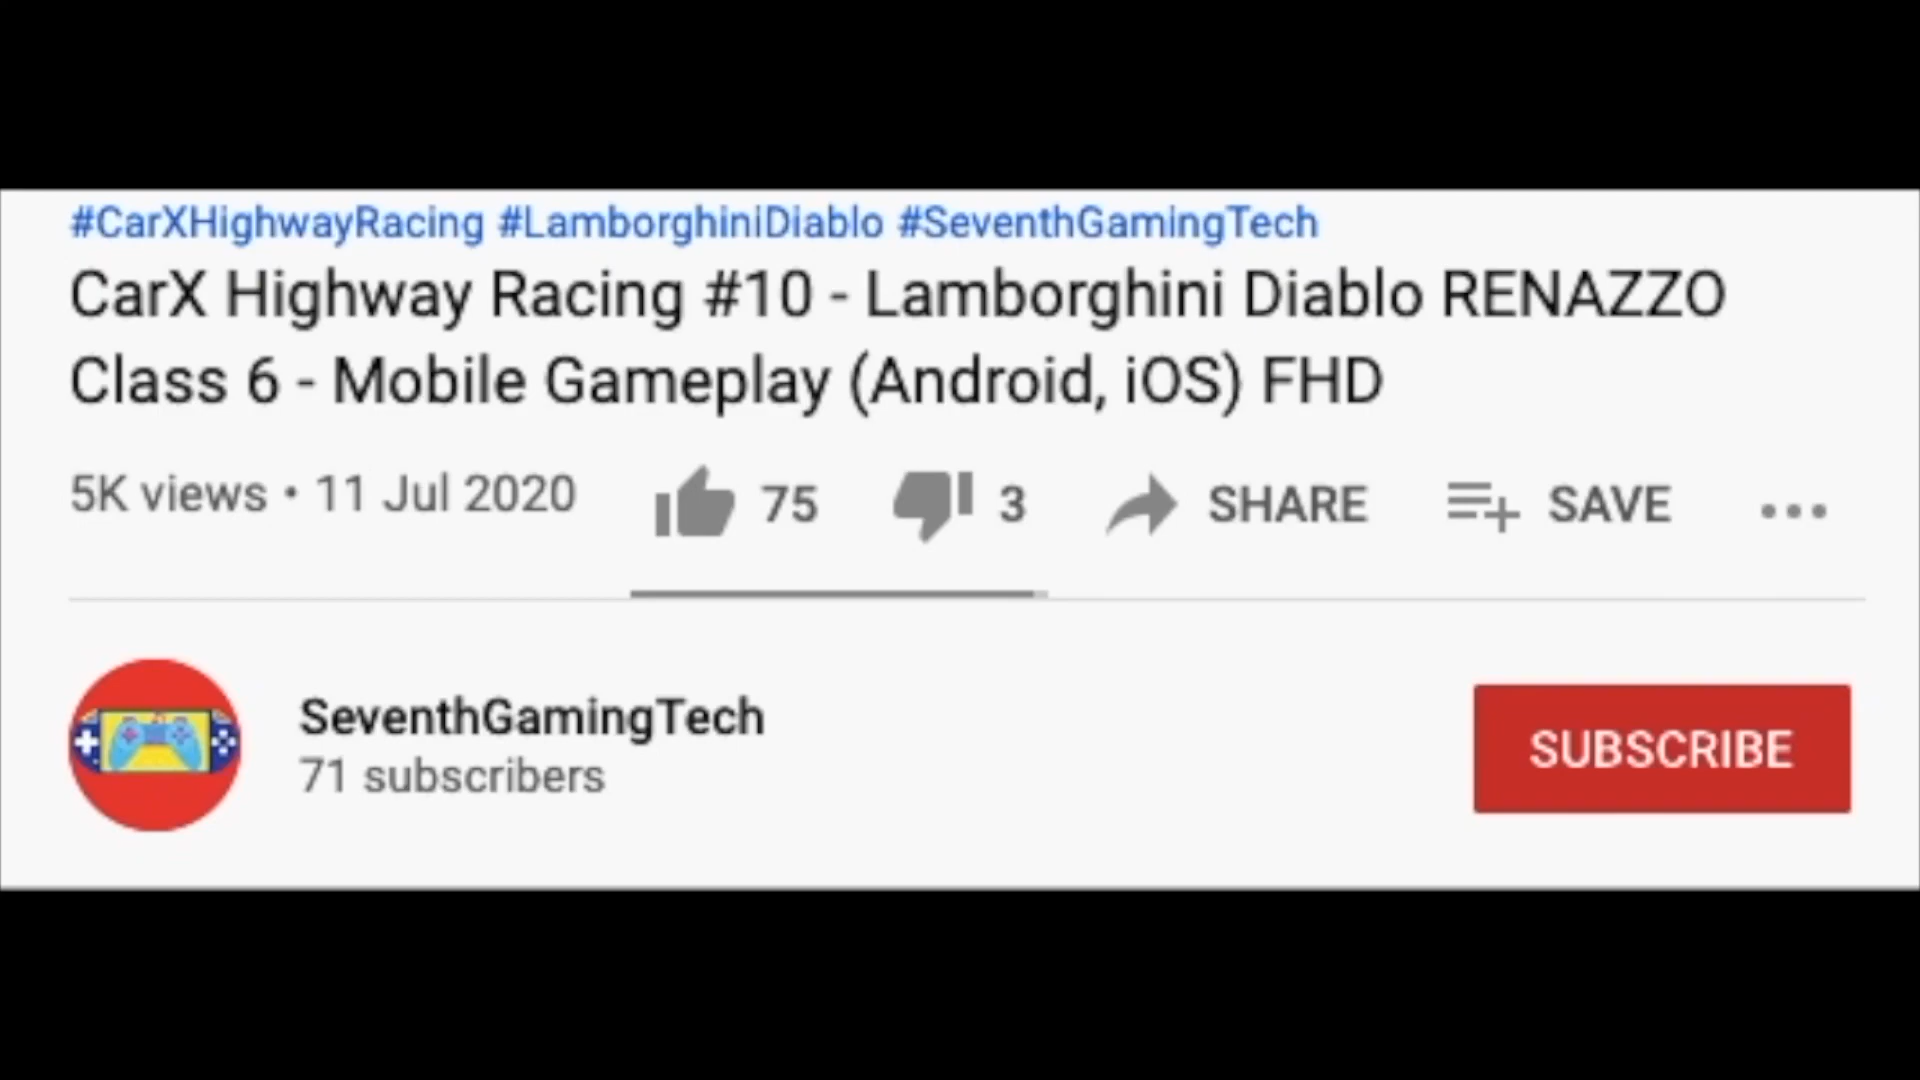 #CarXHighwayRacing #LamborghiniDiablo #SeventhGamingTech
CarX Highway Racing #10 - Lamborghini Diablo RENAZZO
Class 6 - Mobile Gameplay (Android, iOS) FHD
5K views • 11 Jul 2020 75 3 SHARE SAVE ...
SeventhGamingTech
71 subscribers
SUBSCRIBE